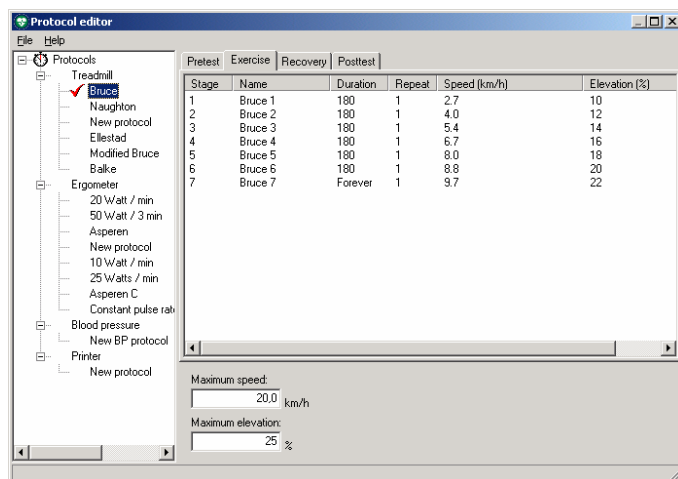 Protocol editor
File Help
Protocols
Treadmill
Bruce
Naughton
New protocol
Ellestad
Modified Bruce
Balke
Ergometer
20 Watt / min
50 Watt / 3 min
Asperen
New protocol
10 Watt / min
25 Watts / min
Asperen C
Constant pulse rat
Blood pressure
New BP protocol
Printer
New protocol
Pretest Exercise Recovery Posttest
Stage Name Duration Repeat Speed (km/h) Elevation (%)
1 Bruce 1 180 1 2.7 10
2 Bruce 2 180 1 4.0 12
3 Bruce 3 180 1 5.4 14
4 Bruce 4 180 1 6.7 16
5 Bruce 5 180 1 8.0 18
6 Bruce 6 180 1 8.8 20
7 Bruce 7 Forever 1 9.7 22
Maximum speed:
20,0 km/h
Maximum elevation:
25 %